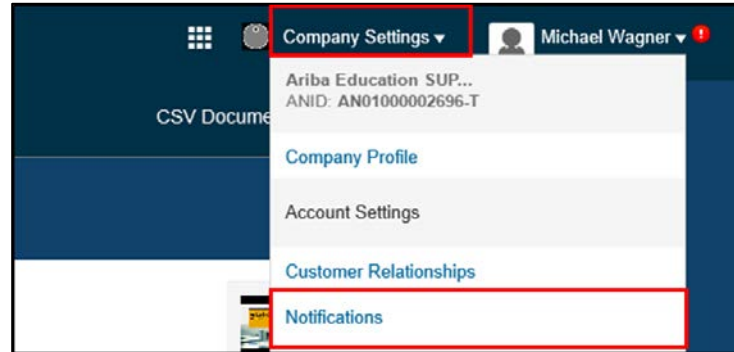 Company Settings ▾
Michael Wagner ▾
Ariba Education SUP...
ANID: AN01000002696-T
CSV Docume
Company Profile
Account Settings
Customer Relationships
Notifications